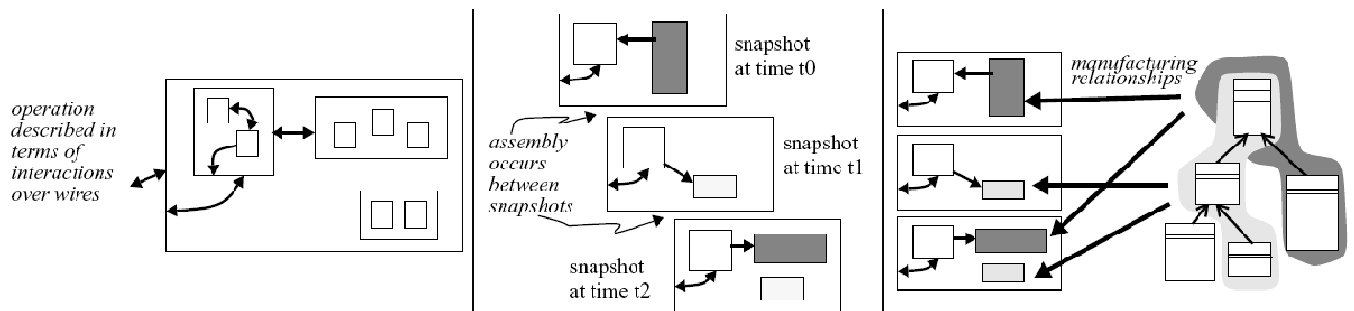 operation
described in
terms of
interactions
over wires
snapshot
at time t0
assembly
occurs
between
snapshots
snapshot
at time t1
snapshot
at time t2
manufacturing
relationships